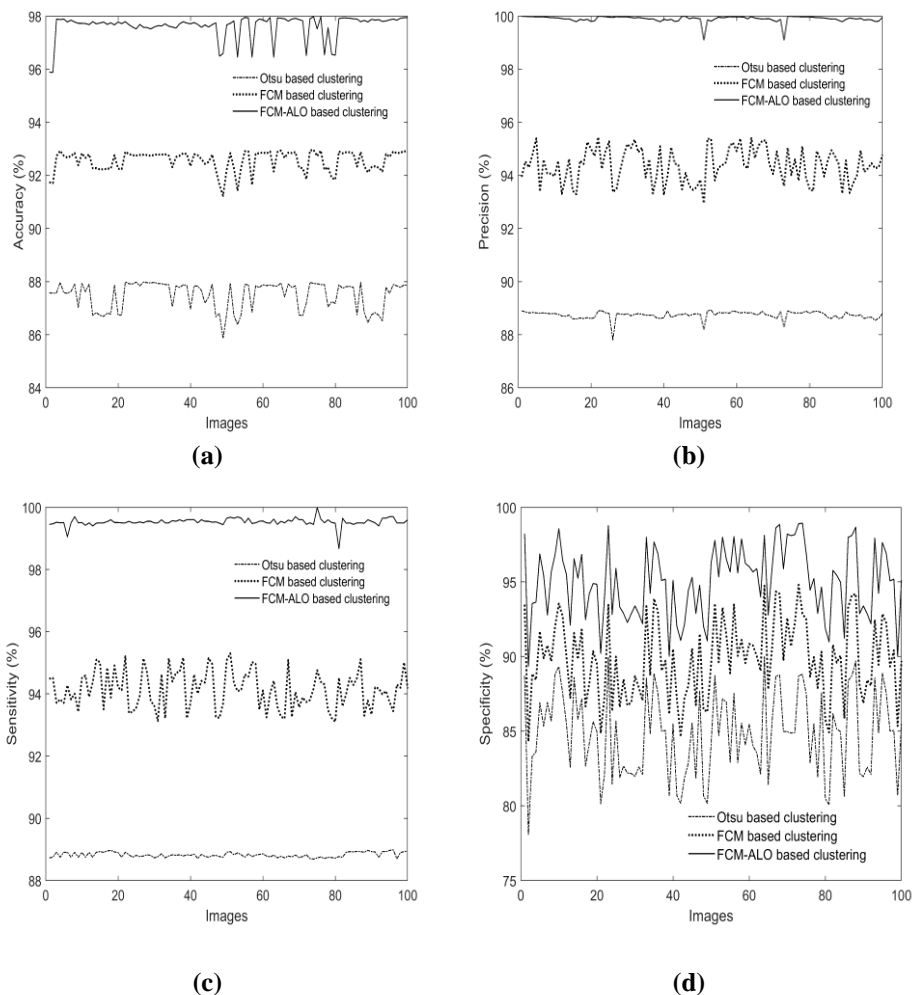 98
96
94
92
90
88
86
84
Accuracy (%)
Otsu based clustering
FCM based clustering
FCM-ALO based clustering
0 20 40 60 80 100
Images
(a)
100
98
96
94
92
90
88
86
Precision (%)
Otsu based clustering
FCM based clustering
FCM-ALO based clustering
0 20 40 60 80 100
Images
(b)
100
98
96
94
92
90
88
Sensitivity (%)
Otsu based clustering
FCM based clustering
FCM-ALO based clustering
0 20 40 60 80 100
Images
(c)
100
95
90
85
80
75
Specificity (%)
Otsu based clustering
FCM based clustering
FCM-ALO based clustering
0 20 40 60 80 100
Images
(d)